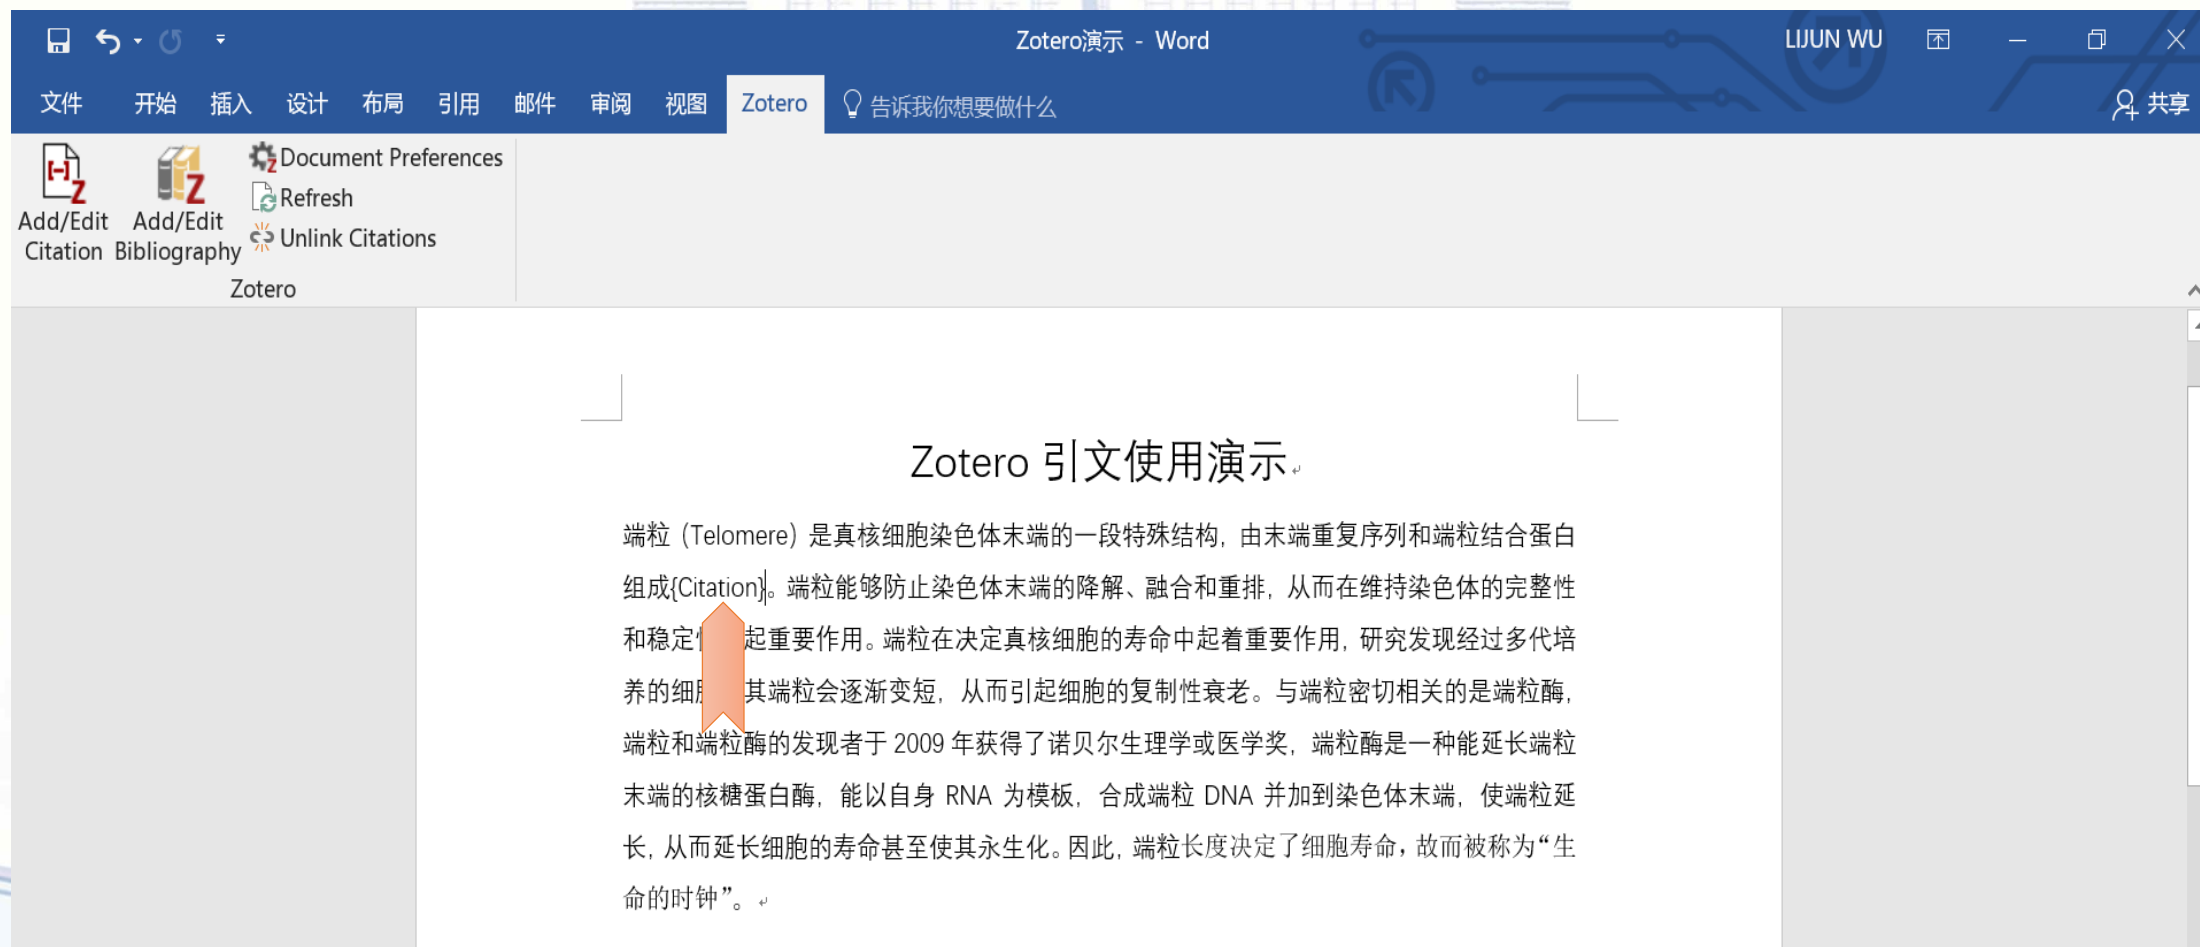 Zotero演示 - Word
LIJUN WU
文件 开始 插入 设计 布局 引用 邮件 审阅 视图 Zotero 告诉我你想要做什么 共享
Document Preferences
Refresh
Add/Edit Citation
Add/Edit Bibliography
Unlink Citations
Zotero
Zotero 引文使用演示
端粒（Telomere）是真核细胞染色体末端的一段特殊结构，由末端重复序列和端粒结合蛋白
组成{Citation}。端粒能够防止染色体末端的降解、融合和重排，从而在维持染色体的完整性
和稳定 起重要作用。端粒在决定真核细胞的寿命中起着重要作用，研究发现经过多代培
养的细 其端粒会逐渐变短，从而引起细胞的复制性衰老。与端粒密切相关的是端粒酶，
端粒和端粒酶的发现者于 2009 年获得了诺贝尔生理学或医学奖，端粒酶是一种能延长端粒
末端的核糖蛋白酶，能以自身 RNA 为模板，合成端粒 DNA 并加到染色体末端，使端粒延
长，从而延长细胞的寿命甚至使其永生化。因此，端粒长度决定了细胞寿命，故而被称为“生
命的时钟”。